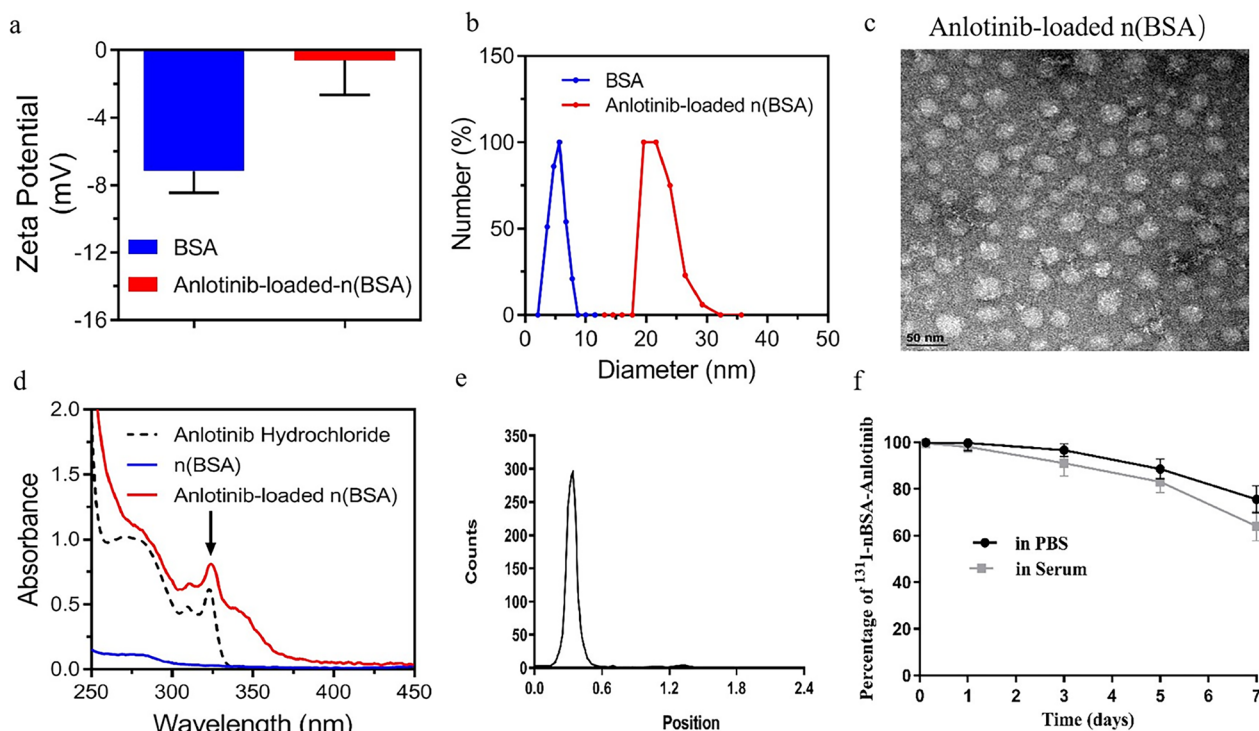 a
0
-4
-8
-12
-16
Zeta Potential
(mV)
BSA
Anlotinib-loaded-n(BSA)
b
150
100
50
0
Number (%)
BSA
Anlotinib-loaded n(BSA)
0 10 20 30 40 50
Diameter (nm)
c
Anlotinib-loaded n(BSA)
50 nm
d
2.0
1.5
1.0
0.5
0.0
Absorbance
Anlotinib Hydrochloride
n(BSA)
Anlotinib-loaded n(BSA)
250 300 350 400 450
Wavelength (nm)
e
350
300
250
200
150
100
50
0
Counts
0.0 0.6 1.2 1.8 2.4
Position
f
100
80
60
40
20
0
Percentage of ¹³¹I-nBSA-Anlotinib
in PBS
in Serum
0 1 2 3 4 5 6 7
Time (days)